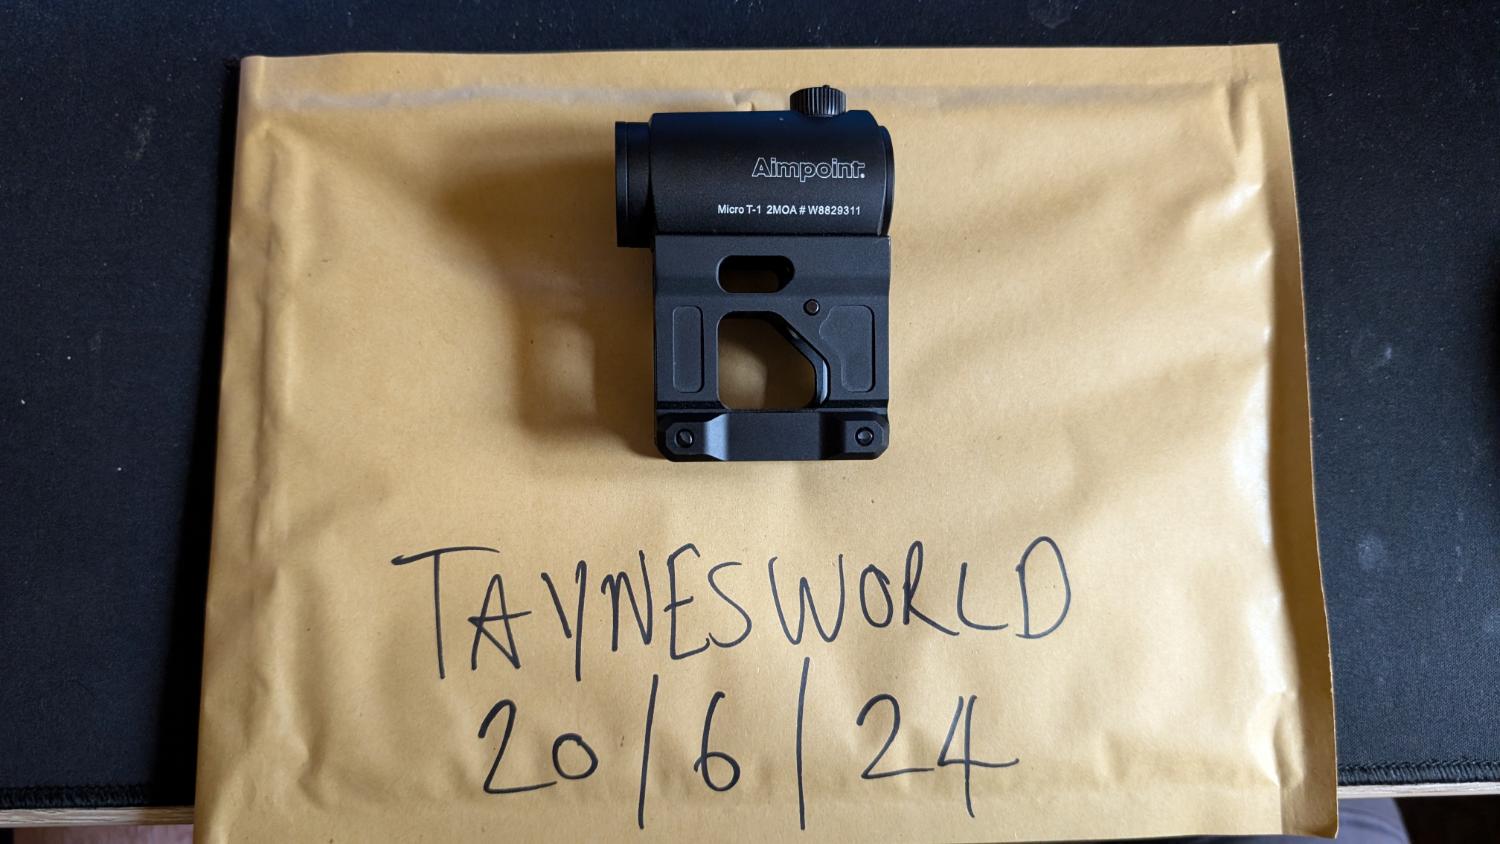 Aimpoint.
Micro T-1 2MOA # W8829311
TAYNESWORLD
20/6/24